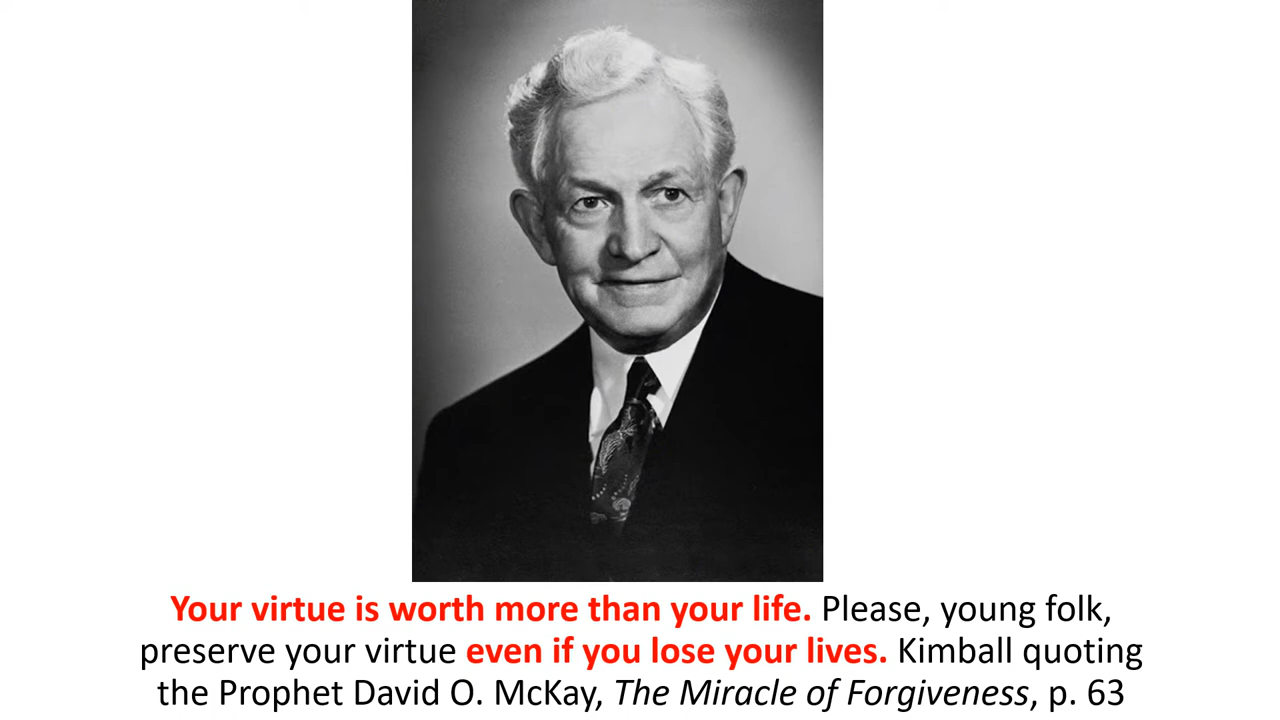 Your virtue is worth more than your life. Please, young folk,
preserve your virtue even if you lose your lives. Kimball quoting
the Prophet David O. McKay, The Miracle of Forgiveness, p. 63